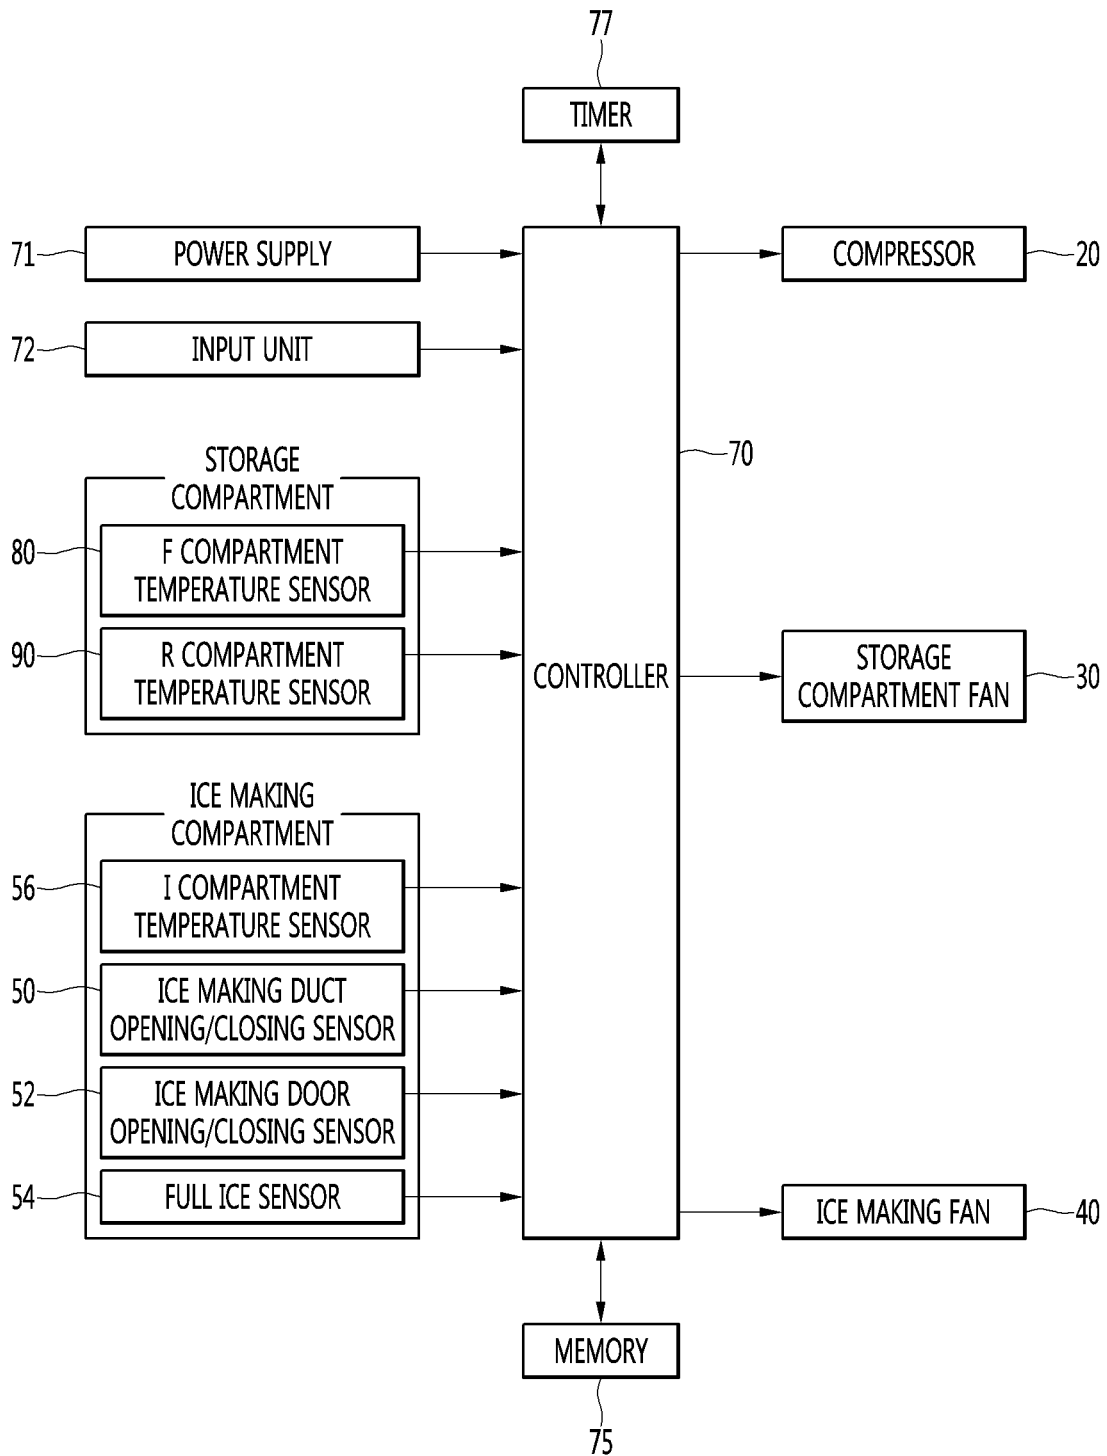 77
TIMER
71
POWER SUPPLY
COMPRESSOR
20
72
INPUT UNIT
70
STORAGE
COMPARTMENT
80
F COMPARTMENT
TEMPERATURE SENSOR
90
R COMPARTMENT
TEMPERATURE SENSOR
CONTROLLER
STORAGE
COMPARTMENT FAN
30
ICE MAKING
COMPARTMENT
56
I COMPARTMENT
TEMPERATURE SENSOR
50
ICE MAKING DUCT
OPENING/CLOSING SENSOR
52
ICE MAKING DOOR
OPENING/CLOSING SENSOR
54
FULL ICE SENSOR
ICE MAKING FAN
40
MEMORY
75